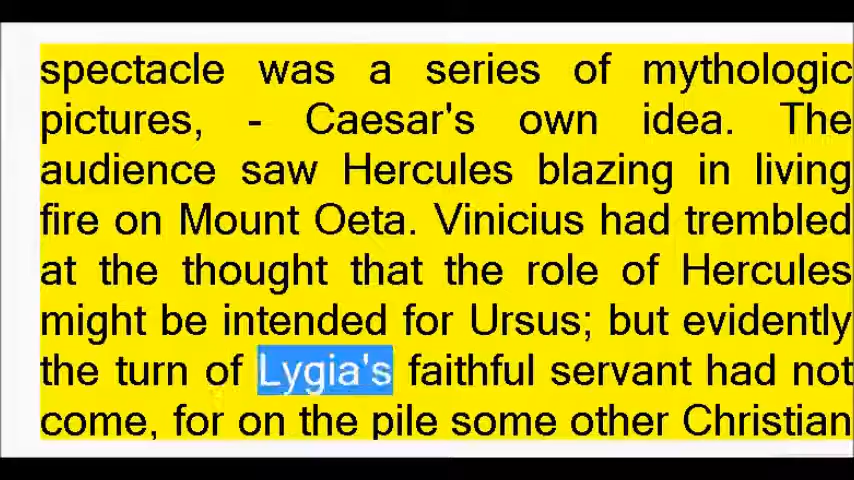 spectacle was a series of mythologic
pictures, - Caesar's own idea. The
audience saw Hercules blazing in living
fire on Mount Oeta. Vinicius had trembled
at the thought that the role of Hercules
might be intended for Ursus; but evidently
the turn of Lygia's faithful servant had not
come, for on the pile some other Christian